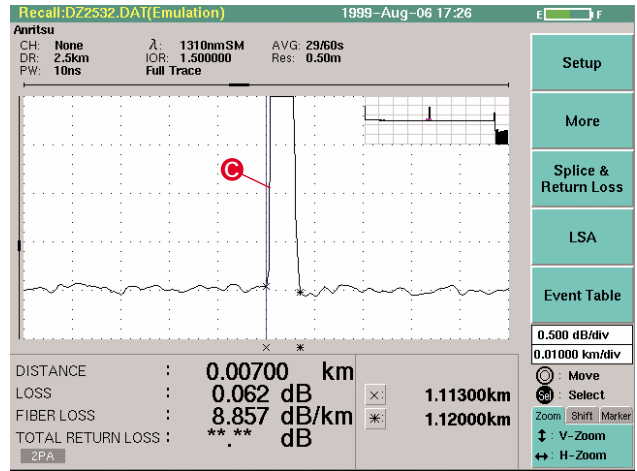 Recall:DZ2532.DAT(Emulation) 1999-Aug-06 17:26 E F
Anritsu
CH: None λ: 1310nmSM AVG: 29/60s
DR: 2.5km IOR: 1.500000 Res: 0.50m
PW: 10ns Full Trace
Setup
More
C
Splice &
Return Loss
LSA
Event Table
0.500 dB/div
0.01000 km/div
× *
DISTANCE : 0.00700 km
LOSS : 0.062 dB
FIBER LOSS : 8.857 dB/km
TOTAL RETURN LOSS : **.** dB
2PA
×: 1.11300km
*: 1.12000km
: Move
Sel : Select
Zoom Shift Marker
↕ : V-Zoom
↔ : H-Zoom